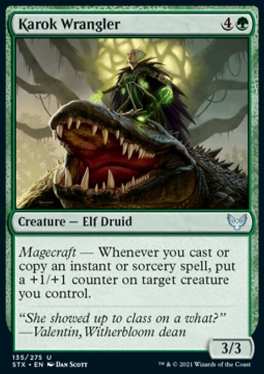 Karok Wrangler 4
Creature — Elf Druid
Magecraft — Whenever you cast or
copy an instant or sorcery spell, put
a +1/+1 counter on target creature
you control.
“She showed up to class on a what?”
—Valentin, Witherbloom dean
3/3
135/275 U
STX • EN DAN SCOTT
™ & © 2021 Wizards of the Coast